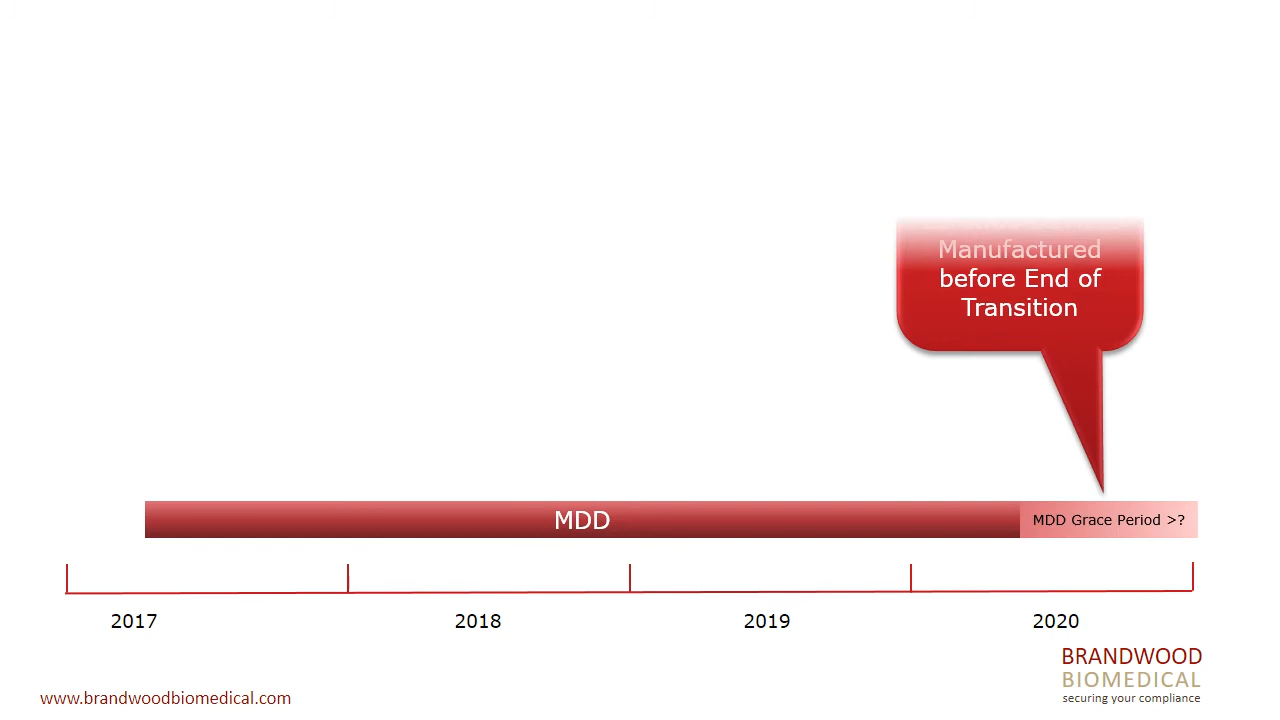 Manufactured
before End of
Transition
MDD
MDD Grace Period >?
2017 2018 2019 2020
BRANDWOOD
BIOMEDICAL
securing your compliance
www.brandwoodbiomedical.com